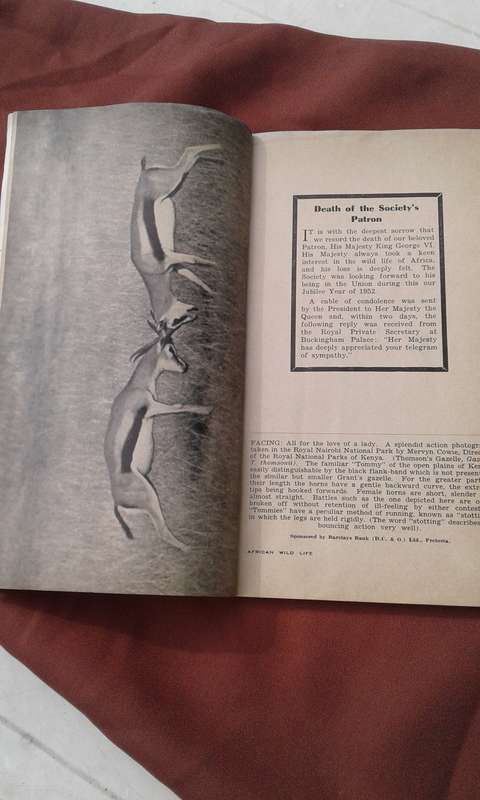 Death of the Society's
Patron
IT is with the deepest sorrow that
we record the death of our beloved
Patron, His Majesty King George VI.
His Majesty always took a keen
interest in the wild life of Africa,
and his loss is deeply felt. The
Society was looking forward to his
being in the Union during this our
Jubilee Year of 1952.
A cable of condolence was sent
by the President to Her Majesty the
Queen and, within two days, the
following reply was received from
the Royal Private Secretary at
Buckingham Palace: "Her Majesty
has deeply appreciated your telegram
of sympathy."
FACING: All for the love of a lady. A splendid action photogr
taken in the Royal Nairobi National Park by Mervyn Cowie, Direc
of the Royal National Parks of Kenya. (Thomson's Gazelle, Gaz
T. thomsonii). The familiar "Tommy" of the open plains of Ken
easily distinguishable by the black flank-band which is not presen
the similar but smaller Grant's gazelle. For the greater part
their length the horns have a gentle backward curve, the extr
tips being hooked forwards. Female horns are short, slender
almost straight. Battles such as the one depicted here are o
broken off without retention of ill-feeling by either contest
"Tommies" have a peculiar method of running, known as "stotti
in which the legs are held rigidly. (The word "stotting" describes
bouncing action very well).
Sponsored by Barclays Bank (D.C. & O.) Ltd., Pretoria.
AFRICAN WILD LIFE